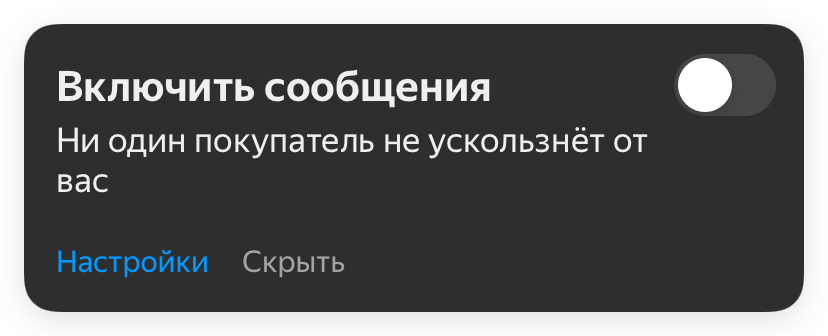 Включить сообщения
Ни один покупатель не ускользнёт от
вас
Настройки Скрыть